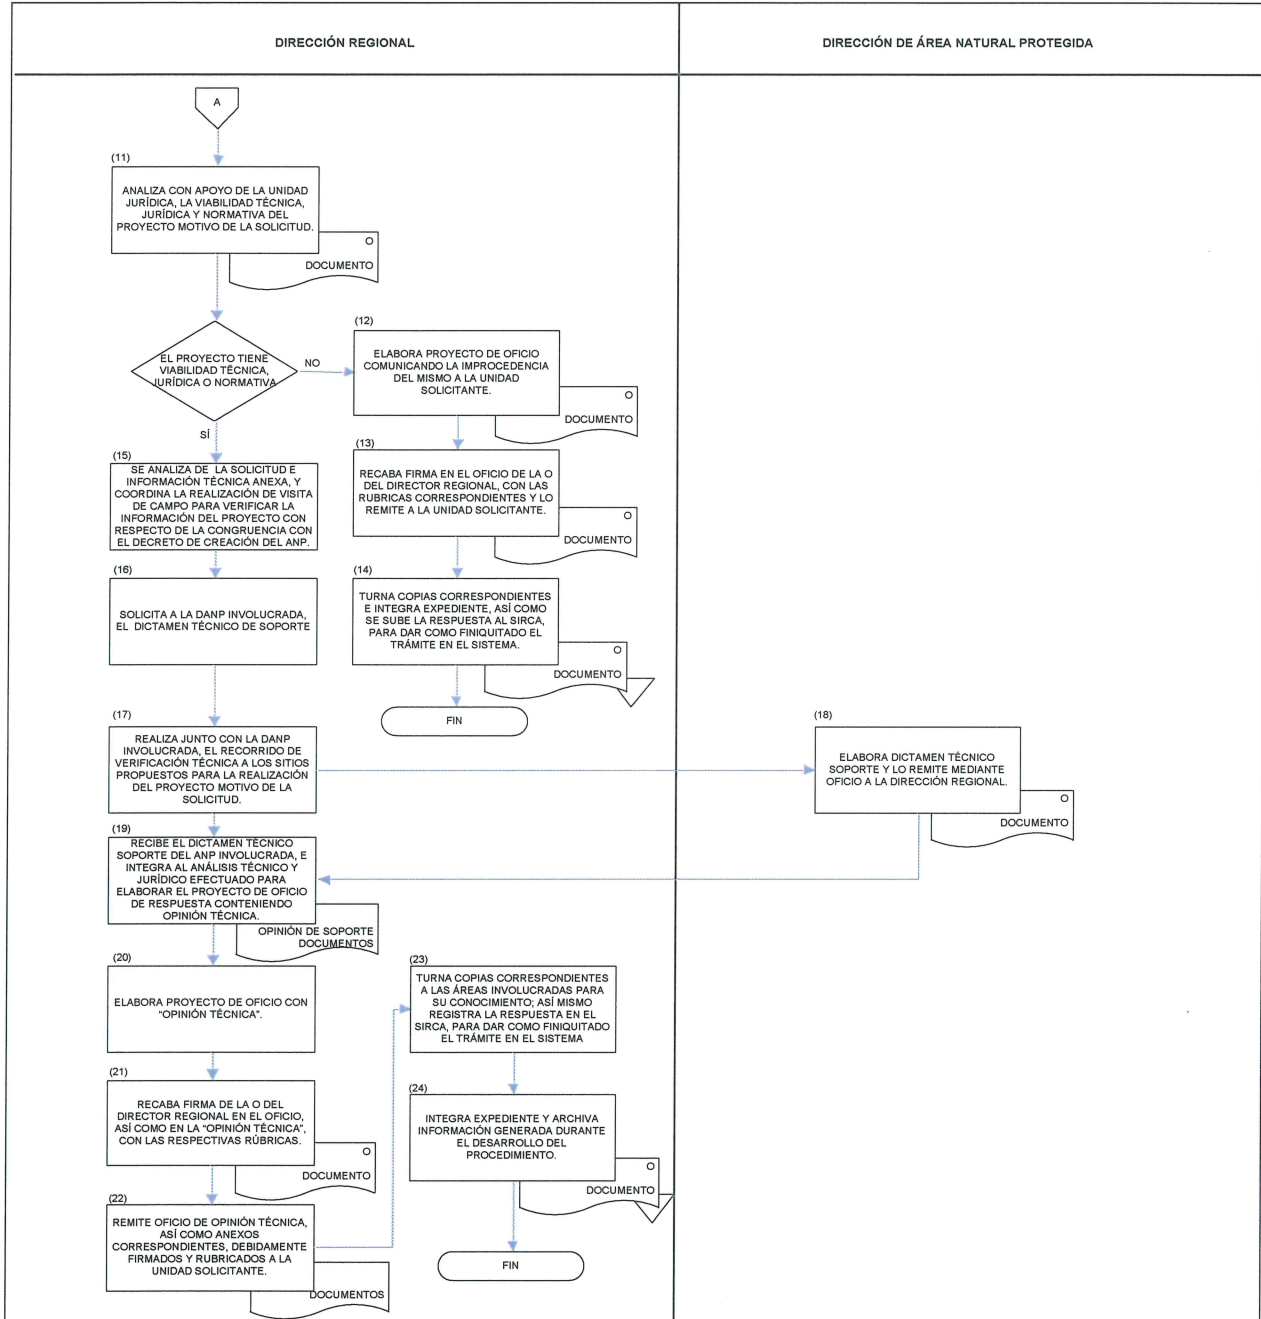 DIRECCIÓN REGIONAL
DIRECCIÓN DE ÁREA NATURAL PROTEGIDA
A
(11)
ANALIZA CON APOYO DE LA UNIDAD
JURÍDICA, LA VIABILIDAD TÉCNICA,
JURÍDICA Y NORMATIVA DEL
PROYECTO MOTIVO DE LA SOLICITUD.
O
DOCUMENTO
EL PROYECTO TIENE
VIABILIDAD TÉCNICA,
JURÍDICA O NORMATIVA
NO
SÍ
(12)
ELABORA PROYECTO DE OFICIO
COMUNICANDO LA IMPROCEDENCIA
DEL MISMO A LA UNIDAD
SOLICITANTE.
O
DOCUMENTO
(13)
RECABA FIRMA EN EL OFICIO DE LA O
DEL DIRECTOR REGIONAL, CON LAS
RUBRICAS CORRESPONDIENTES Y LO
REMITE A LA UNIDAD SOLICITANTE.
O
DOCUMENTO
(14)
TURNA COPIAS CORRESPONDIENTES
E INTEGRA EXPEDIENTE, ASÍ COMO
SE SUBE LA RESPUESTA AL SIRCA,
PARA DAR COMO FINIQUITADO EL
TRÁMITE EN EL SISTEMA.
O
DOCUMENTO
FIN
(15)
SE ANALIZA DE LA SOLICITUD E
INFORMACIÓN TÉCNICA ANEXA, Y
COORDINA LA REALIZACIÓN DE VISITA
DE CAMPO PARA VERIFICAR LA
INFORMACIÓN DEL PROYECTO CON
RESPECTO DE LA CONGRUENCIA CON
EL DECRETO DE CREACIÓN DEL ANP.
(16)
SOLICITA A LA DANP INVOLUCRADA,
EL DICTAMEN TÉCNICO DE SOPORTE
(17)
REALIZA JUNTO CON LA DANP
INVOLUCRADA, EL RECORRIDO DE
VERIFICACIÓN TÉCNICA A LOS SITIOS
PROPUESTOS PARA LA REALIZACIÓN
DEL PROYECTO MOTIVO DE LA
SOLICITUD.
(18)
ELABORA DICTAMEN TÉCNICO
SOPORTE Y LO REMITE MEDIANTE
OFICIO A LA DIRECCIÓN REGIONAL.
O
DOCUMENTO
(19)
RECIBE EL DICTAMEN TÉCNICO
SOPORTE DEL ANP INVOLUCRADA, E
INTEGRA AL ANÁLISIS TÉCNICO Y
JURÍDICO EFECTUADO PARA
ELABORAR EL PROYECTO DE OFICIO
DE RESPUESTA CONTENIENDO
OPINIÓN TÉCNICA.
OPINIÓN DE SOPORTE
DOCUMENTOS
(20)
ELABORA PROYECTO DE OFICIO CON
“OPINIÓN TÉCNICA”.
(21)
RECABA FIRMA DE LA O DEL
DIRECTOR REGIONAL EN EL OFICIO,
ASÍ COMO EN LA “OPINIÓN TÉCNICA”,
CON LAS RESPECTIVAS RÚBRICAS.
O
DOCUMENTO
(22)
REMITE OFICIO DE OPINIÓN TÉCNICA,
ASÍ COMO ANEXOS
CORRESPONDIENTES, DEBIDAMENTE
FIRMADOS Y RUBRICADOS A LA
UNIDAD SOLICITANTE.
DOCUMENTOS
(23)
TURNA COPIAS CORRESPONDIENTES
A LAS ÁREAS INVOLUCRADAS PARA
SU CONOCIMIENTO; ASÍ MISMO
REGISTRA LA RESPUESTA EN EL
SIRCA, PARA DAR COMO FINIQUITADO
EL TRÁMITE EN EL SISTEMA
(24)
INTEGRA EXPEDIENTE Y ARCHIVA
INFORMACIÓN GENERADA DURANTE
EL DESARROLLO DEL
PROCEDIMIENTO.
O
DOCUMENTO
FIN